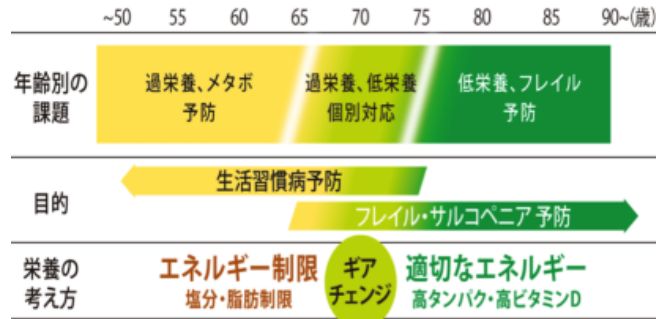 ~50 55 60 65 70 75 80 85 90~(歳)
年齢別の
課題
過栄養、メタボ
予防
過栄養、低栄養
個別対応
低栄養、フレイル
予防
目的
生活習慣病予防
フレイル・サルコペニア予防
栄養の
考え方
エネルギー制限
塩分・脂肪制限
ギア
チェンジ
適切なエネルギー
高タンパク・高ビタミンD